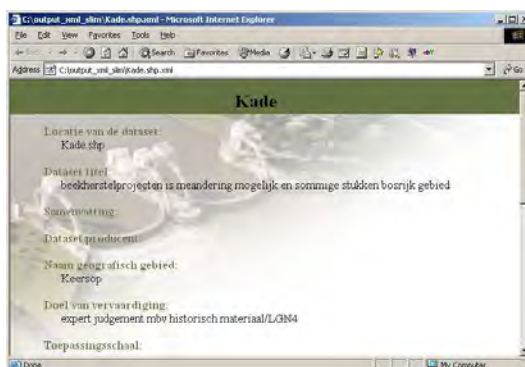 C:\output_xml_slim\Kade.shp.xml - Microsoft Internet Explorer
File Edit View Favorites Tools Help
Search Favorites Media
Address C:\output_xml_slim\Kade.shp.xml Go
Kade
Locatie van de dataset:
Kade.shp
Dataset titel:
beekherstelprojecten is meandering mogelijk en sommige stukken bosrijk gebied
Samenvatting:
Dataset producent:
Naam geografisch gebied:
Keersop
Doel van vervaardiging:
expert judgement mbv historisch materiaal/LGN4
Toepassingsschaal:
Done My Computer